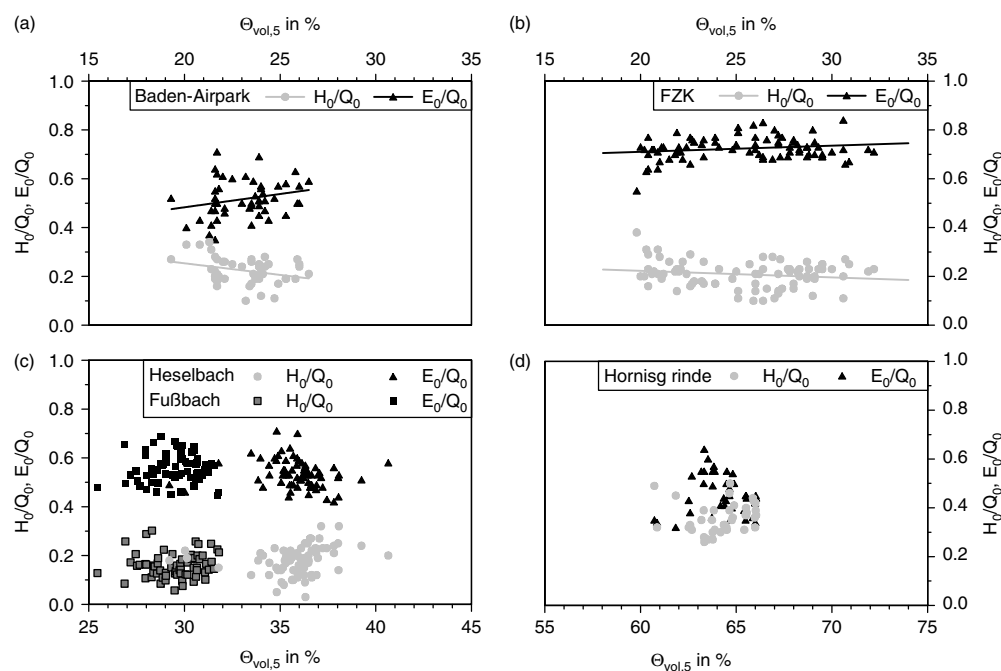 (a)
Θvol,5 in %
15 20 25 30 35
Baden-Airpark H0/Q0 E0/Q0
1.0
0.8
0.6
0.4
0.2
0.0
H0/Q0, E0/Q0
(b)
Θvol,5 in %
15 20 25 30 35
FZK H0/Q0 E0/Q0
1.0
0.8
0.6
0.4
0.2
0.0
H0/Q0, E0/Q0
(c)
Heselbach H0/Q0 E0/Q0
Fußbach H0/Q0 E0/Q0
1.0
0.8
0.6
0.4
0.2
0.0
H0/Q0, E0/Q0
25 30 35 40 45
Θvol,5 in %
(d)
Hornisg rinde H0/Q0 E0/Q0
1.0
0.8
0.6
0.4
0.2
0.0
H0/Q0, E0/Q0
55 60 65 70 75
Θvol,5 in %